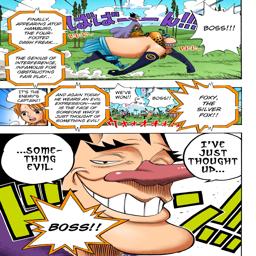 BOSS!!!
FINALLY,
APPEARING ATOP
HAMBURG,
THE FOUR-
FOOTED
DASH FREAK...
THE GENIUS OF
INTERFERENCE,
INFAMOUS FOR
OBSTRUCTING
FAIR PLAY...
FOXY,
THE
SILVER
FOX!!
BOSS!!
WE'VE
WON!!
AND AGAIN TODAY,
HE WEARS AN EVIL
EXPRESSION--HIS
IS THE FACE OF
SOMEONE WHO'S
JUST THOUGHT OF
SOMETHING EVIL!
IT'S THE
ENEMY'S
CAPTAIN!!
I'VE
JUST
THOUGHT
UP...
...SOME-
THING
EVIL.
BOSS!!